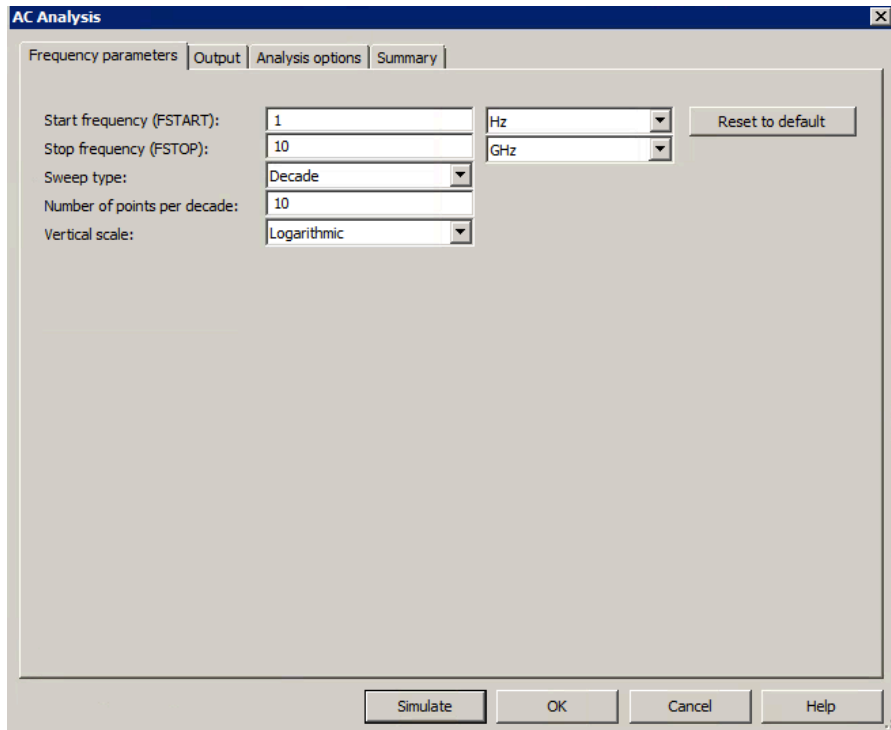 AC Analysis
Frequency parameters Output Analysis options Summary
Start frequency (FSTART): 1 Hz Reset to default
Stop frequency (FSTOP): 10 GHz
Sweep type: Decade
Number of points per decade: 10
Vertical scale: Logarithmic
Simulate OK Cancel Help